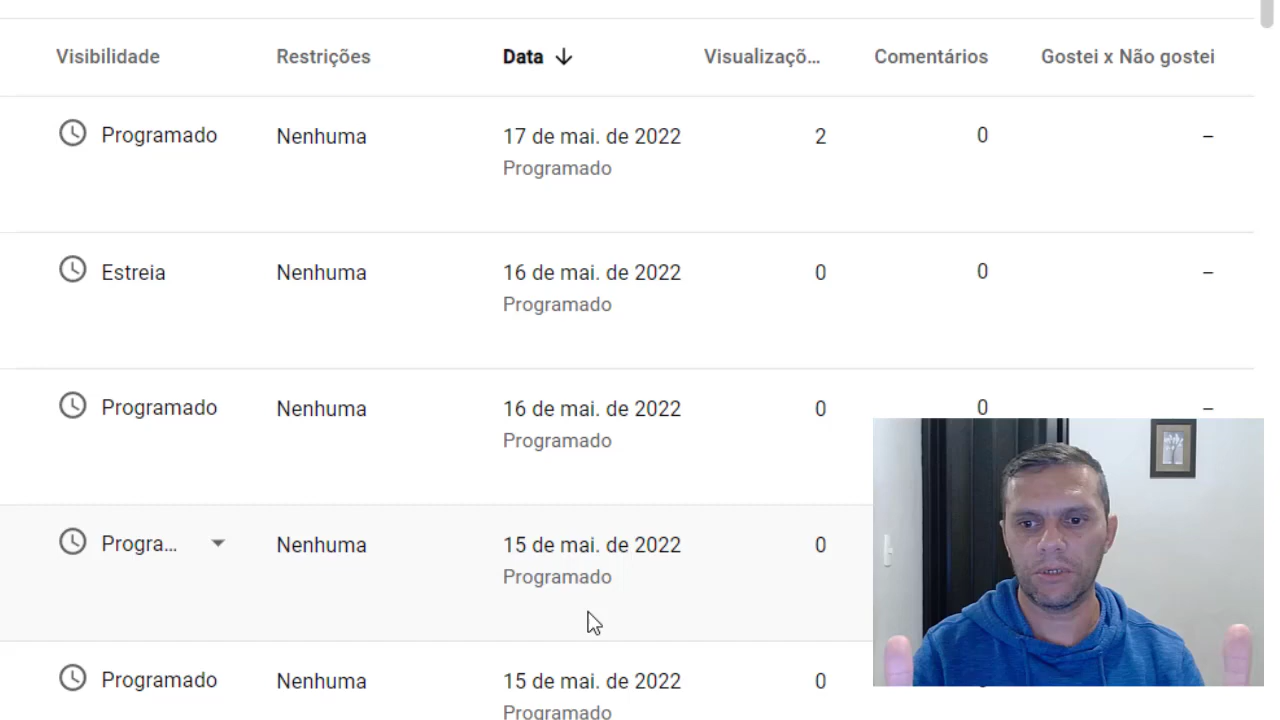 Visibilidade Restrições Data Visualizaçõ... Comentários Gostei x Não gostei
Programado Nenhuma 17 de mai. de 2022 2 0 –
Programado
Estreia Nenhuma 16 de mai. de 2022 0 0 –
Programado
Programado Nenhuma 16 de mai. de 2022 0 0 –
Programado
Progra... Nenhuma 15 de mai. de 2022 0
Programado
Programado Nenhuma 15 de mai. de 2022 0
Programado